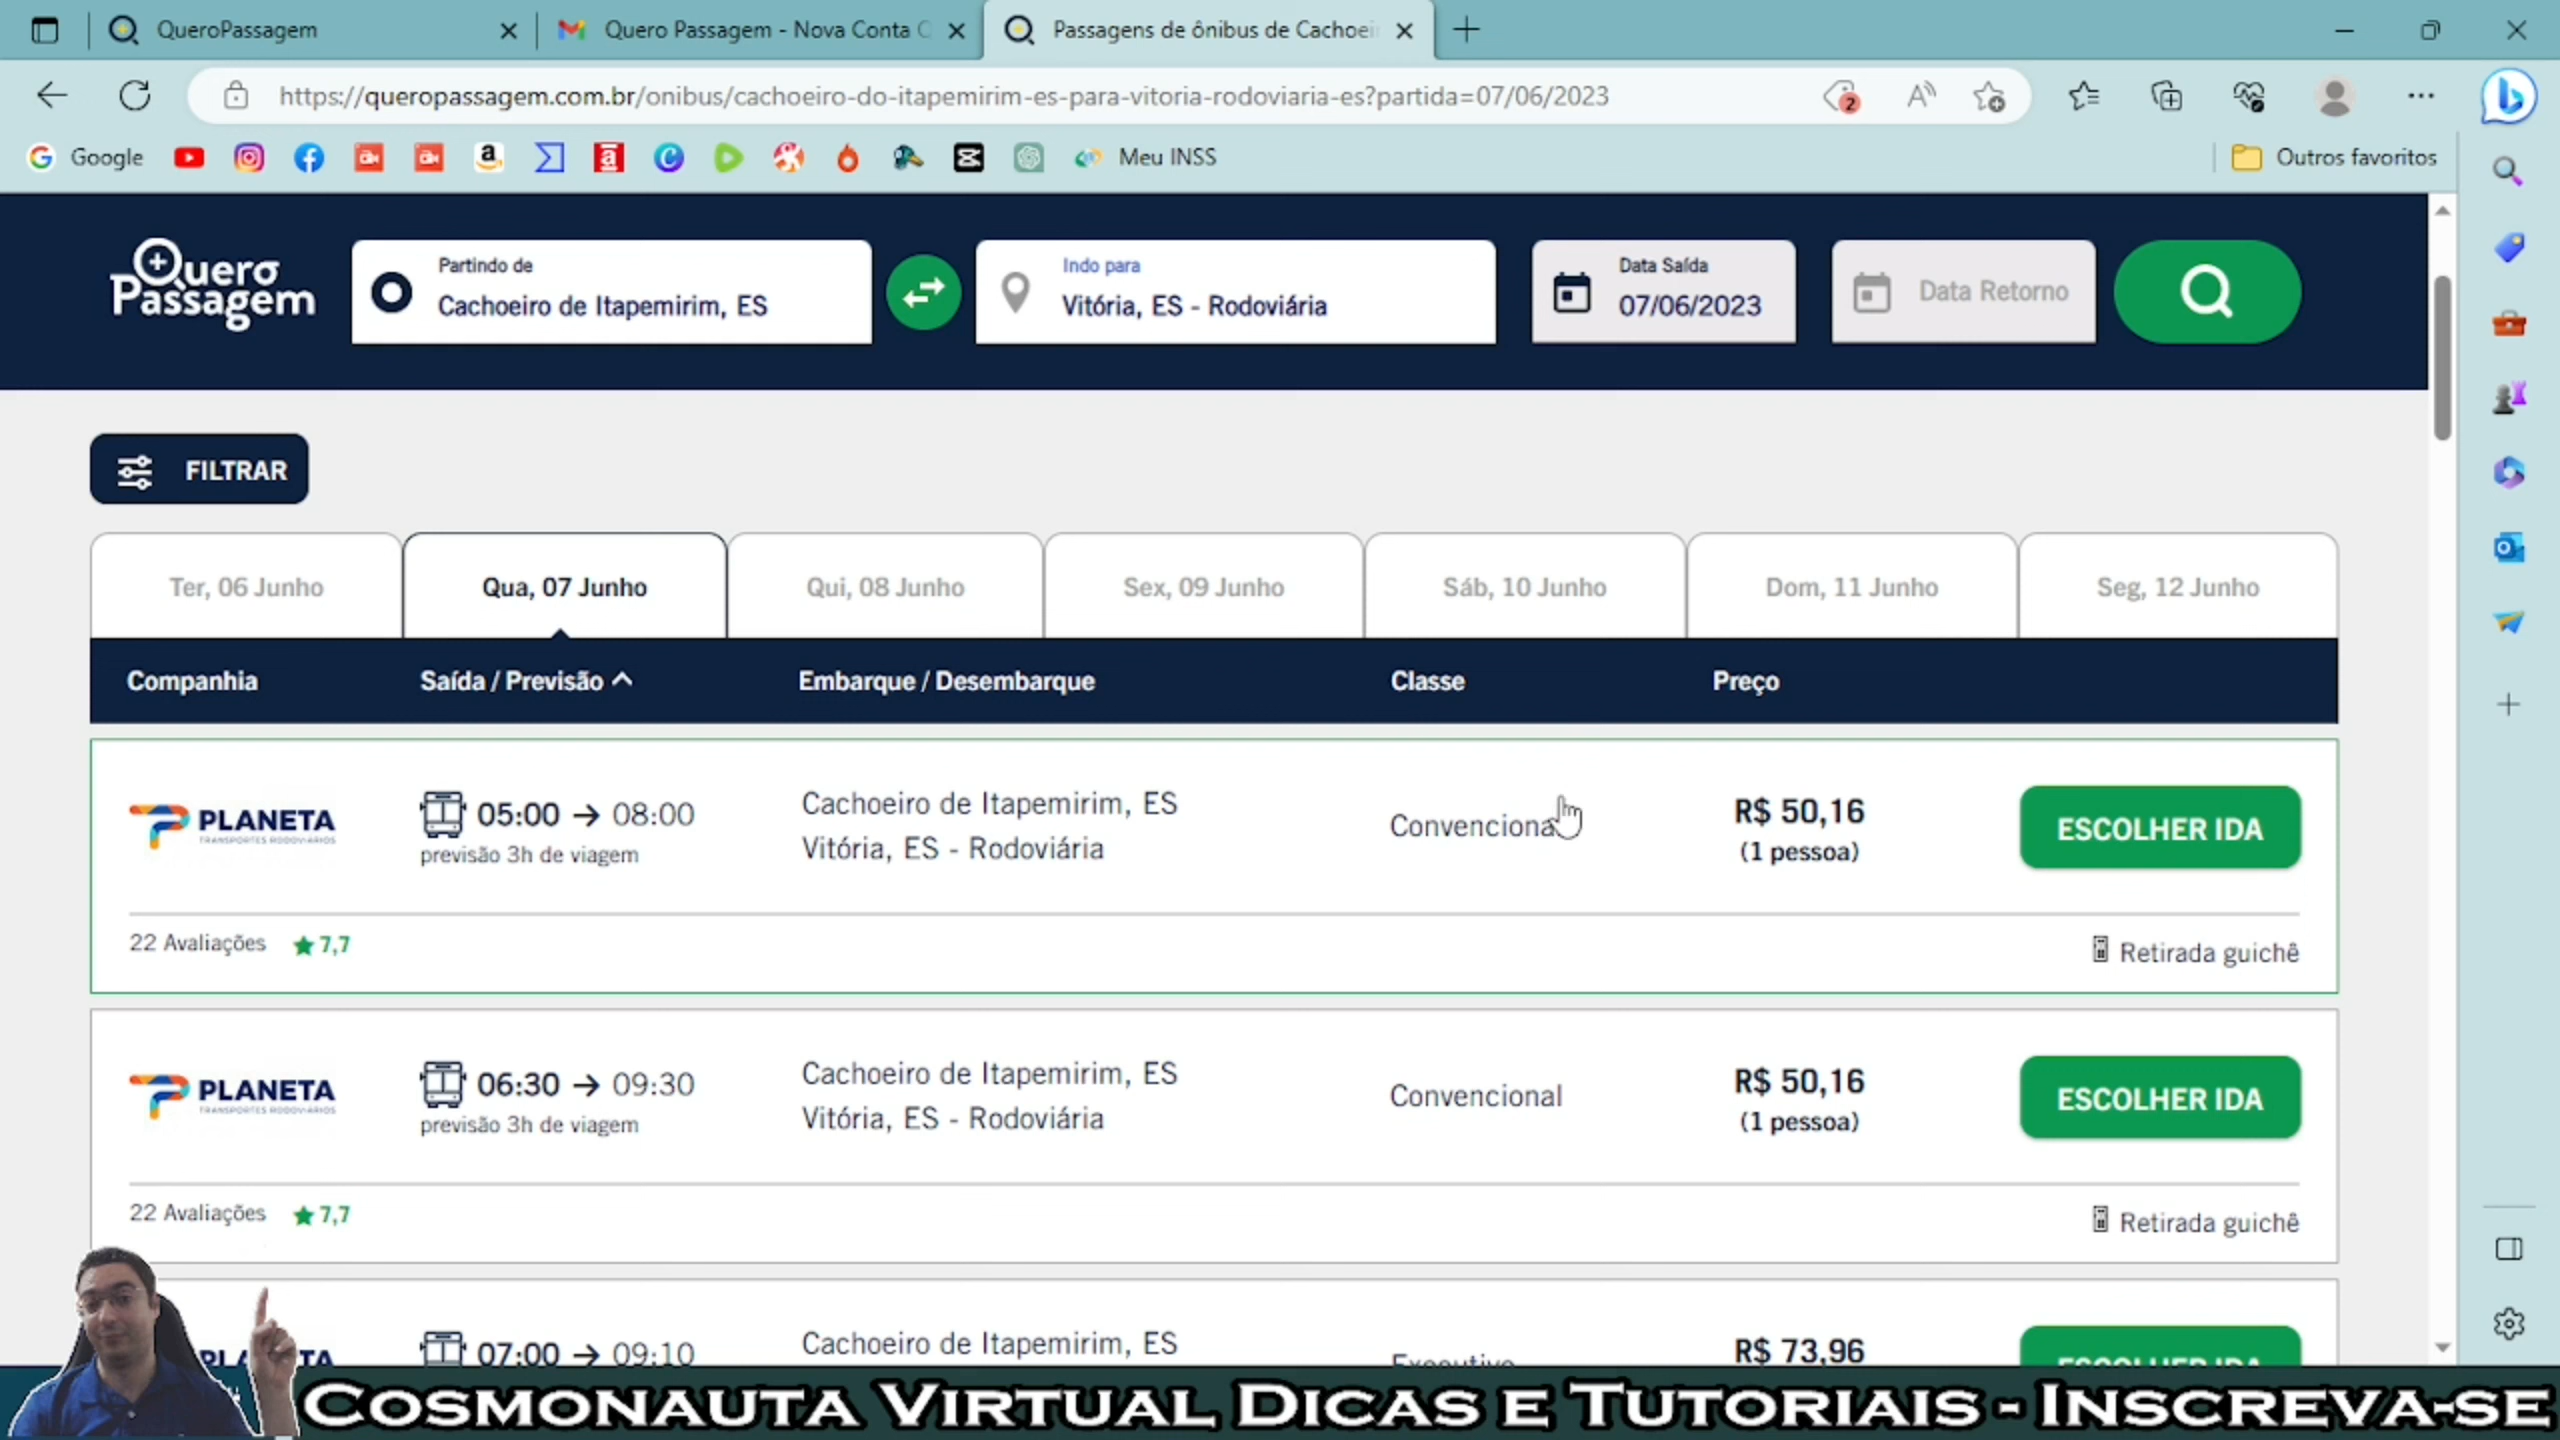 QueroPassagem
Quero Passagem - Nova Conta
Passagens de ônibus de Cachoei
https://queropassagem.com.br/onibus/cachoeiro-do-itapemirim-es-para-vitoria-rodoviaria-es?partida=07/06/2023
2
Google
Meu INSS
Outros favoritos
Quero
Passagem
Partindo de
Cachoeiro de Itapemirim, ES
Indo para
Vitória, ES - Rodoviária
Data Saída
07/06/2023
Data Retorno
FILTRAR
Ter, 06 Junho
Qua, 07 Junho
Qui, 08 Junho
Sex, 09 Junho
Sáb, 10 Junho
Dom, 11 Junho
Seg, 12 Junho
Companhia
Saída / Previsão
Embarque / Desembarque
Classe
Preço
PLANETA
TRANSPORTES RODOVIÁRIOS
05:00 → 08:00
previsão 3h de viagem
Cachoeiro de Itapemirim, ES
Vitória, ES - Rodoviária
Convencional
R$ 50,16
(1 pessoa)
ESCOLHER IDA
22 Avaliações
7,7
Retirada guichê
PLANETA
TRANSPORTES RODOVIÁRIOS
06:30 → 09:30
previsão 3h de viagem
Cachoeiro de Itapemirim, ES
Vitória, ES - Rodoviária
Convencional
R$ 50,16
(1 pessoa)
ESCOLHER IDA
22 Avaliações
7,7
Retirada guichê
07:00 → 09:10
Cachoeiro de Itapemirim, ES
Executivo
R$ 73,96
ESCOLHER IDA
COSMONAUTA VIRTUAL DICAS E TUTORIAIS - INSCREVA-SE